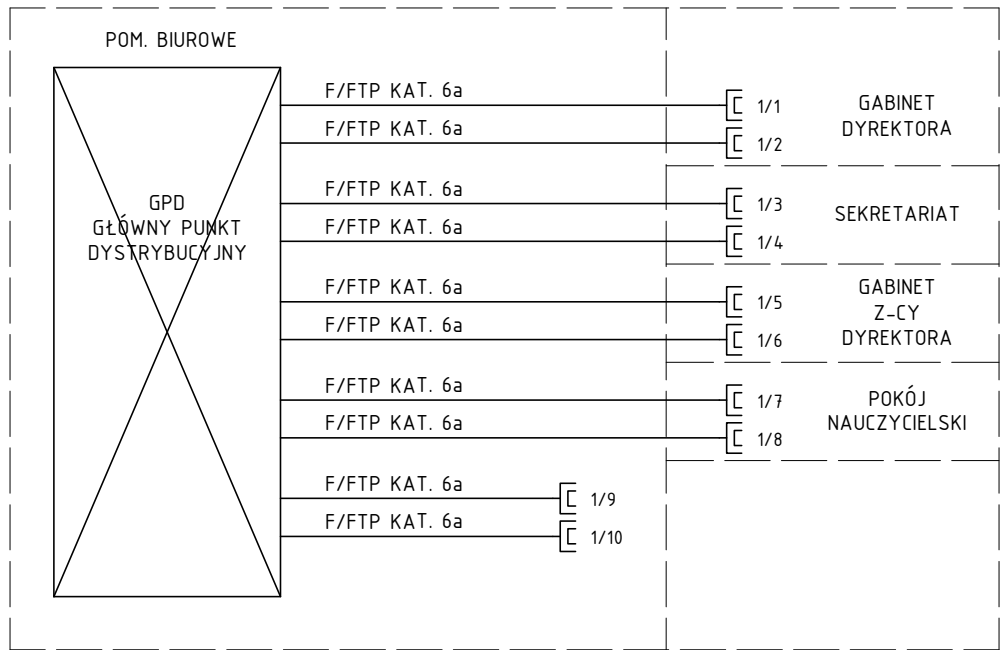 POM. BIUROWE
GPD
GŁÓWNY PUNKT
DYSTRYBUCYJNY
F/FTP KAT. 6a
1/1
F/FTP KAT. 6a
1/2
GABINET
DYREKTORA
F/FTP KAT. 6a
1/3
F/FTP KAT. 6a
1/4
SEKRETARIAT
F/FTP KAT. 6a
1/5
F/FTP KAT. 6a
1/6
GABINET
Z-CY
DYREKTORA
F/FTP KAT. 6a
1/7
F/FTP KAT. 6a
1/8
POKÓJ
NAUCZYCIELSKI
F/FTP KAT. 6a
1/9
F/FTP KAT. 6a
1/10